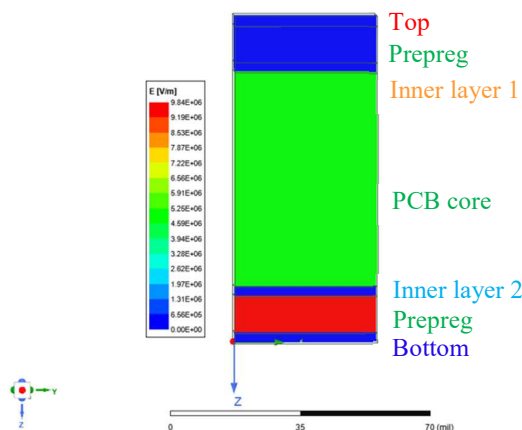 Top
Prepreg
Inner layer 1
PCB core
Inner layer 2
Prepreg
Bottom
E [V/m]
9.84E+06
9.19E+06
8.53E+06
7.87E+06
7.22E+06
6.56E+06
5.91E+06
5.25E+06
4.59E+06
3.94E+06
3.28E+06
2.62E+06
1.97E+06
1.31E+06
6.56E+05
0.00E+00
Z
Y
Z
0
35
70 (mil)